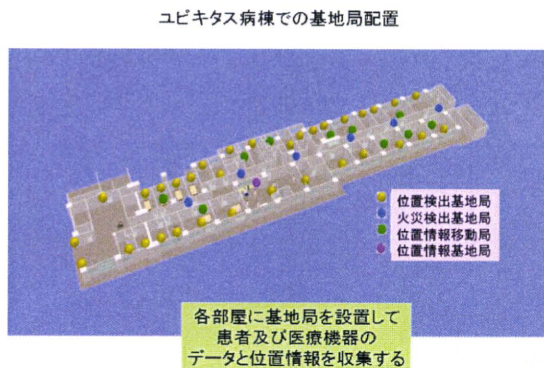 ユビキタス病棟での基地局配置
位置検出基地局
火災検出基地局
位置情報移動局
位置情報基地局
各部屋に基地局を設置して
患者及び医療機器の
データと位置情報を収集する